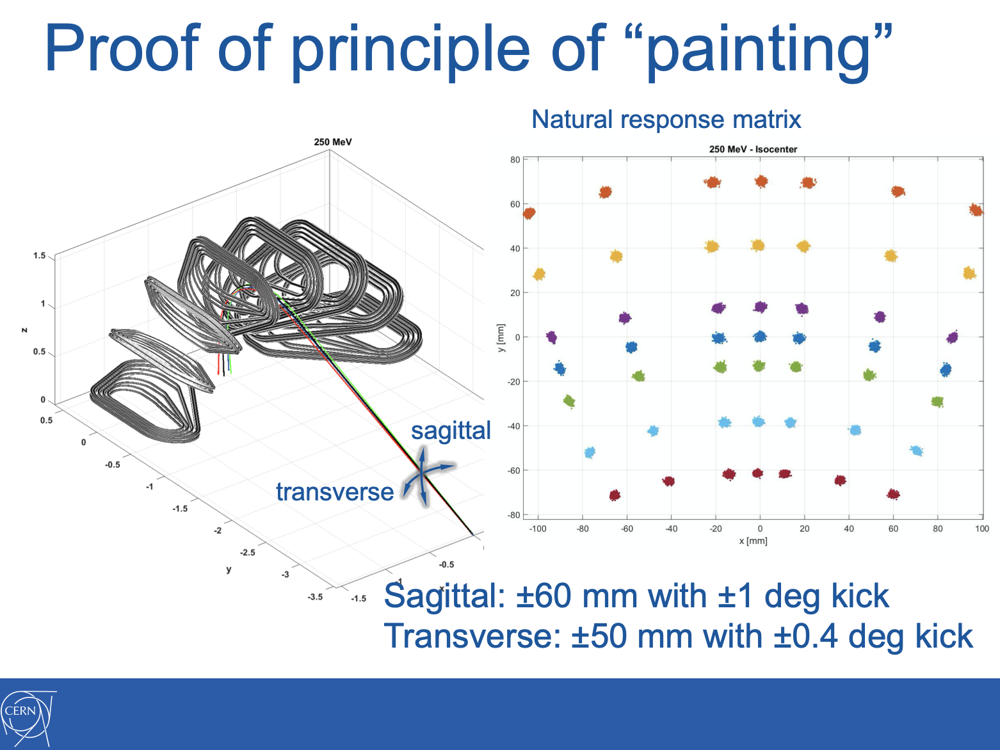 Proof of principle of “painting”
Natural response matrix
250 MeV
250 MeV - Isocenter
1.5
1
0.5
0
z
0.5
0
-0.5
-1
-1.5
-2
-2.5
-3
-3.5
y
-1.5
-1
-0.5
x
sagittal
transverse
80
60
40
20
0
-20
-40
-60
-80
y [mm]
-100
-80
-60
-40
-20
0
20
40
60
80
100
x [mm]
Sagittal: ±60 mm with ±1 deg kick
Transverse: ±50 mm with ±0.4 deg kick
CERN